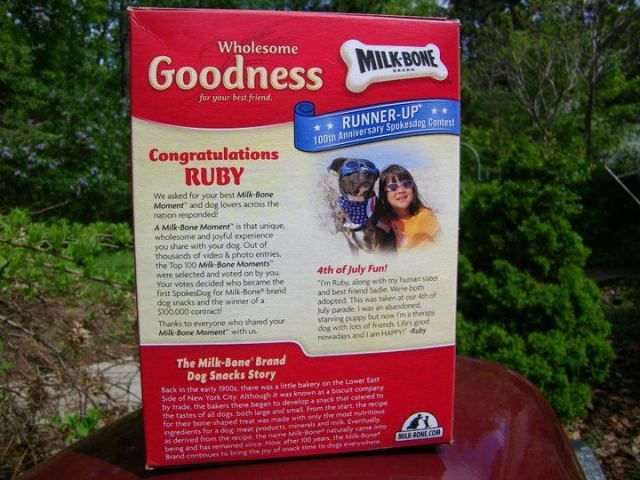 Wholesome
Goodness
for your best friend.
MILK-BONE
BRAND
RUNNER-UP*
100th Anniversary Spokesdog Contest
Congratulations
RUBY
We asked for your best Milk-Bone
Moment™ and dog lovers across the
nation responded!
A Milk-Bone Moment™ is that unique,
wholesome and joyful experience
you share with your dog. Out of
thousands of video & photo entries,
the Top 100 Milk-Bone Moments™
were selected and voted on by you.
Your votes decided who became the
first SpokesDog for Milk-Bone® brand
dog snacks and the winner of a
$100,000 contract!
Thanks to everyone who shared your
Milk-Bone Moment™ with us.
4th of July Fun!
"I'm Ruby, along with my human sister
and best friend Sadie. We're both
adopted. This was taken at our 4th of
July parade. I was an abandoned,
starving puppy but now I'm a therapy
dog with lots of friends. Life's good
nowadays and I am HAPPY!" -Ruby
The Milk-Bone® Brand
Dog Snacks Story
Back in the early 1900s, there was a little bakery on the Lower East
Side of New York City. Although it was known as a biscuit company
by trade, the bakers there began to develop a snack that catered to
the tastes of all dogs, both large and small. From the start, the recipe
for their bone-shaped treat was made with only the most nutritious
ingredients for a dog: meat products, minerals and milk. Eventually,
as derived from the recipe, the name Milk-Bone® naturally came into
being and has remained since. Now, after 100 years, the Milk-Bone®
Brand continues to bring the joy of snack time to dogs everywhere.
MILK-BONE.COM